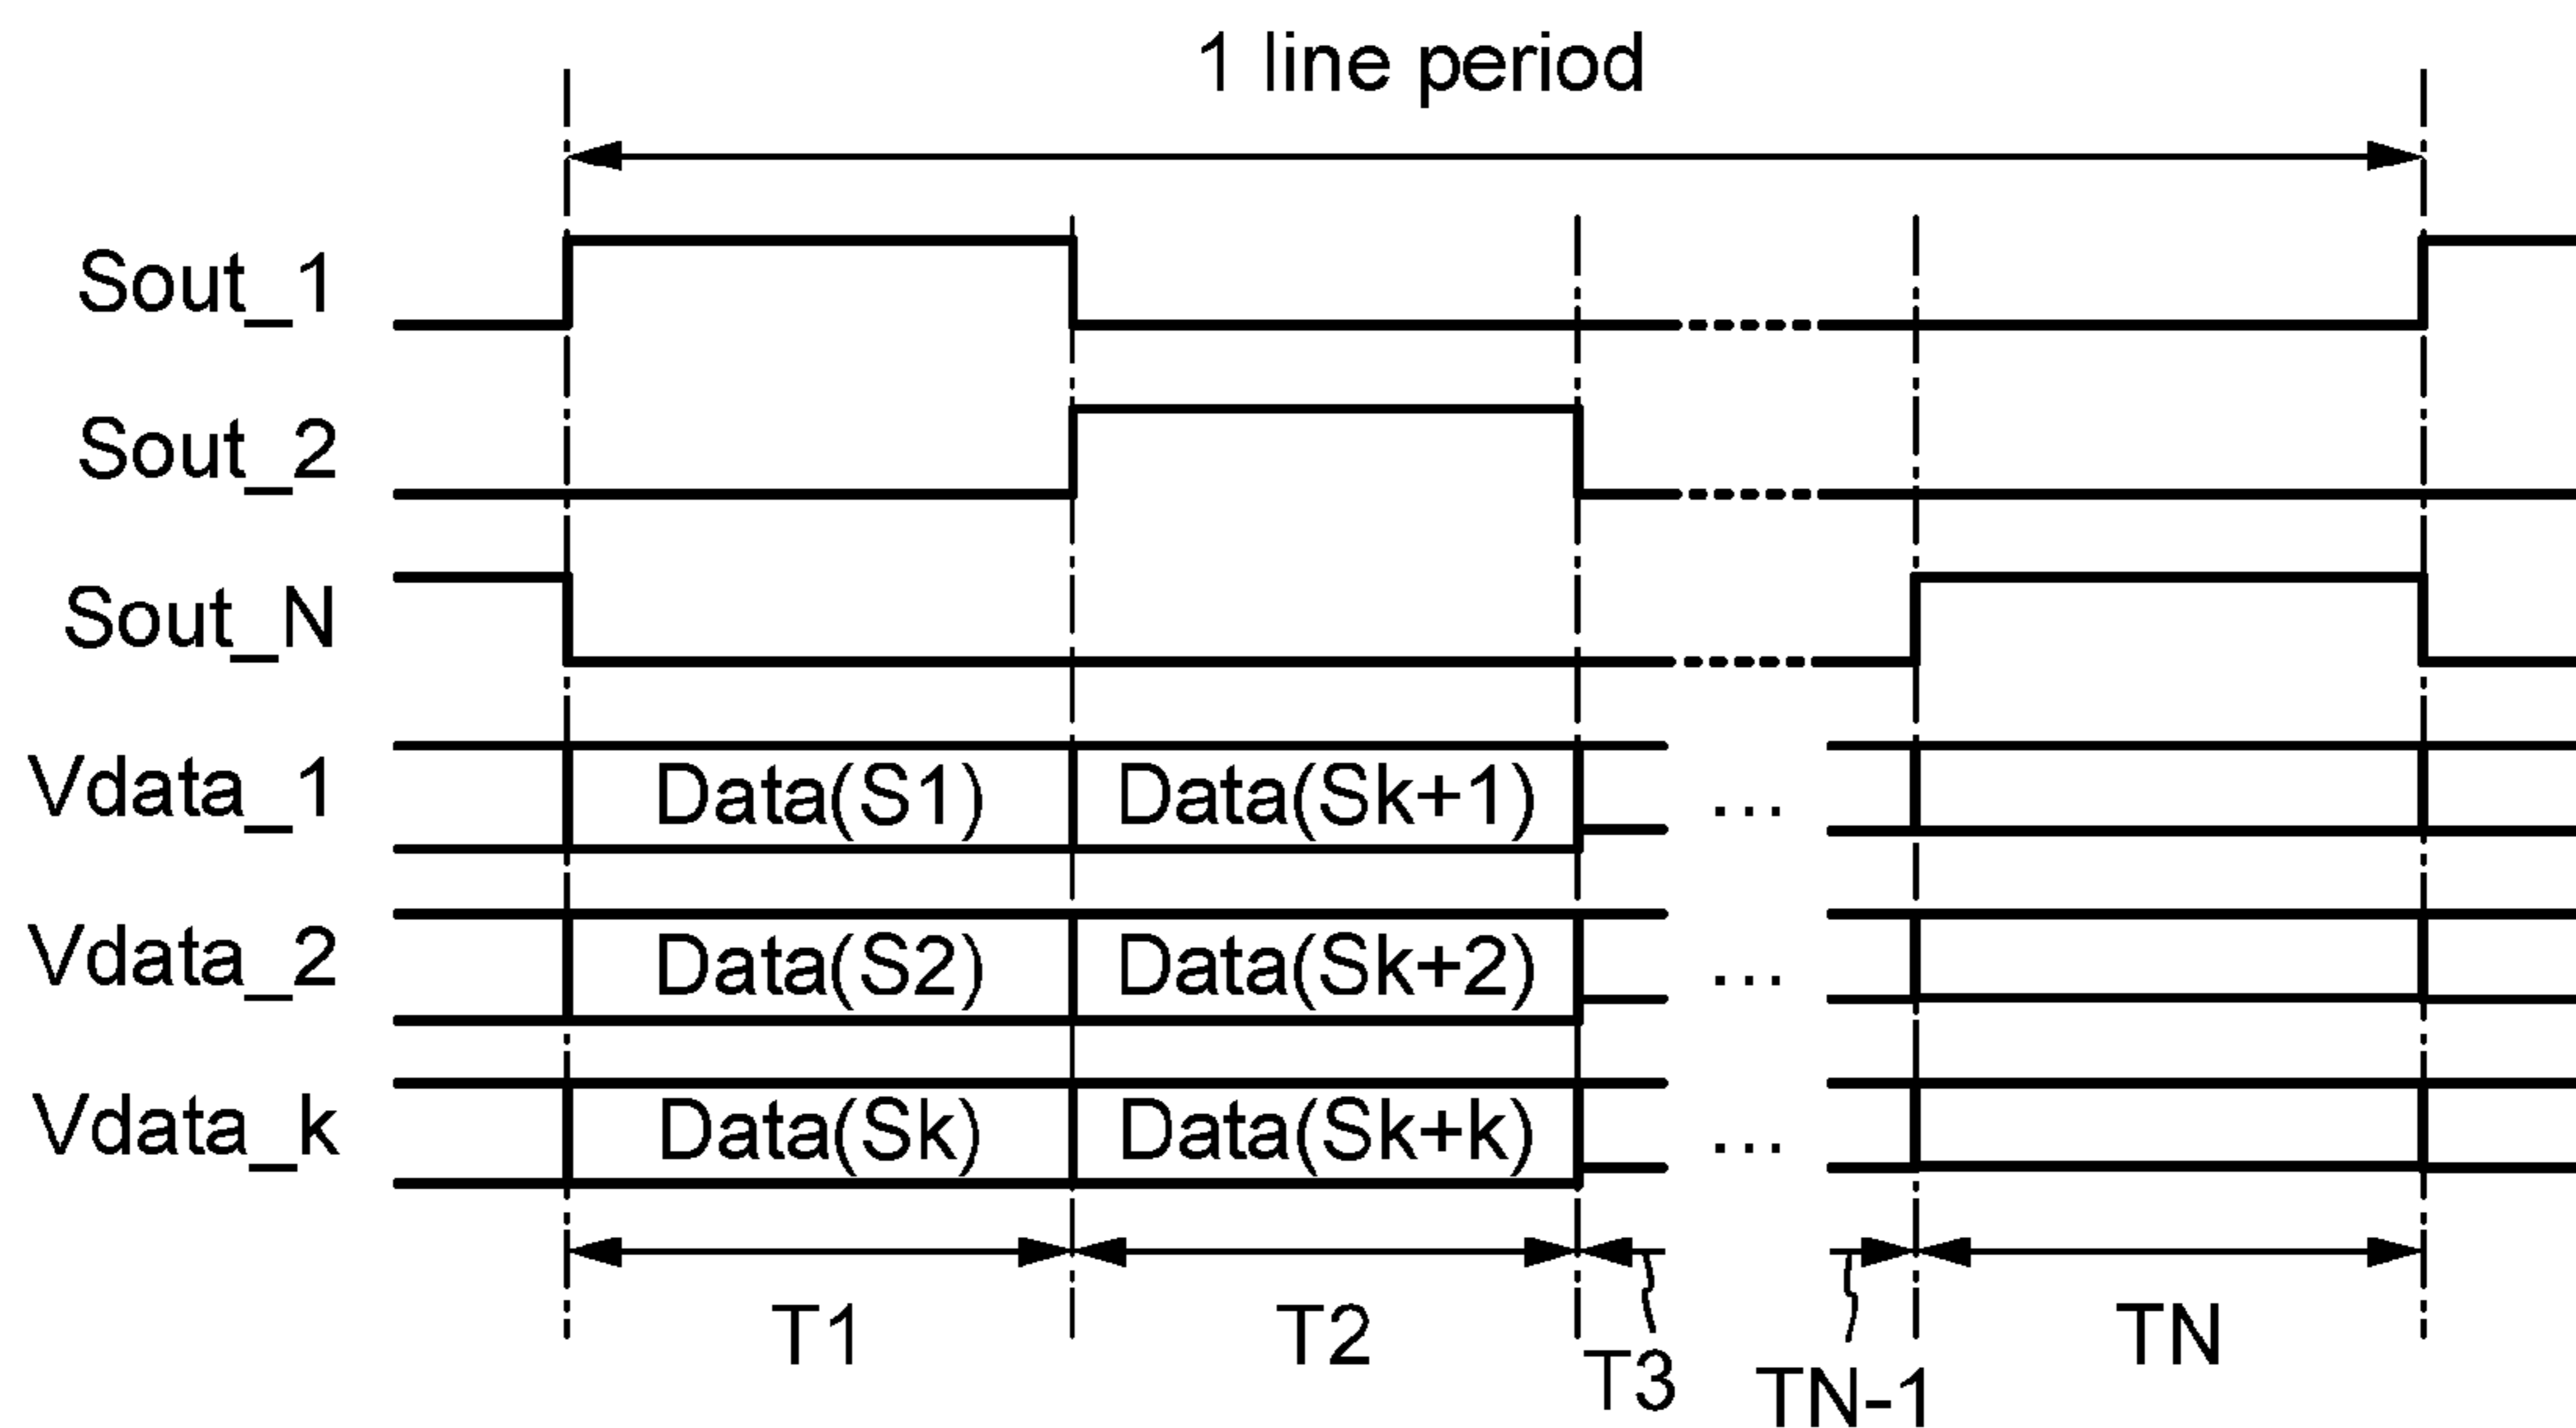 1 line period
Sout_1
Sout_2
Sout_N
Vdata_1 Data(S1) Data(Sk+1) ...
Vdata_2 Data(S2) Data(Sk+2) ...
Vdata_k Data(Sk) Data(Sk+k) ...
T1 T2 T3 TN-1 TN